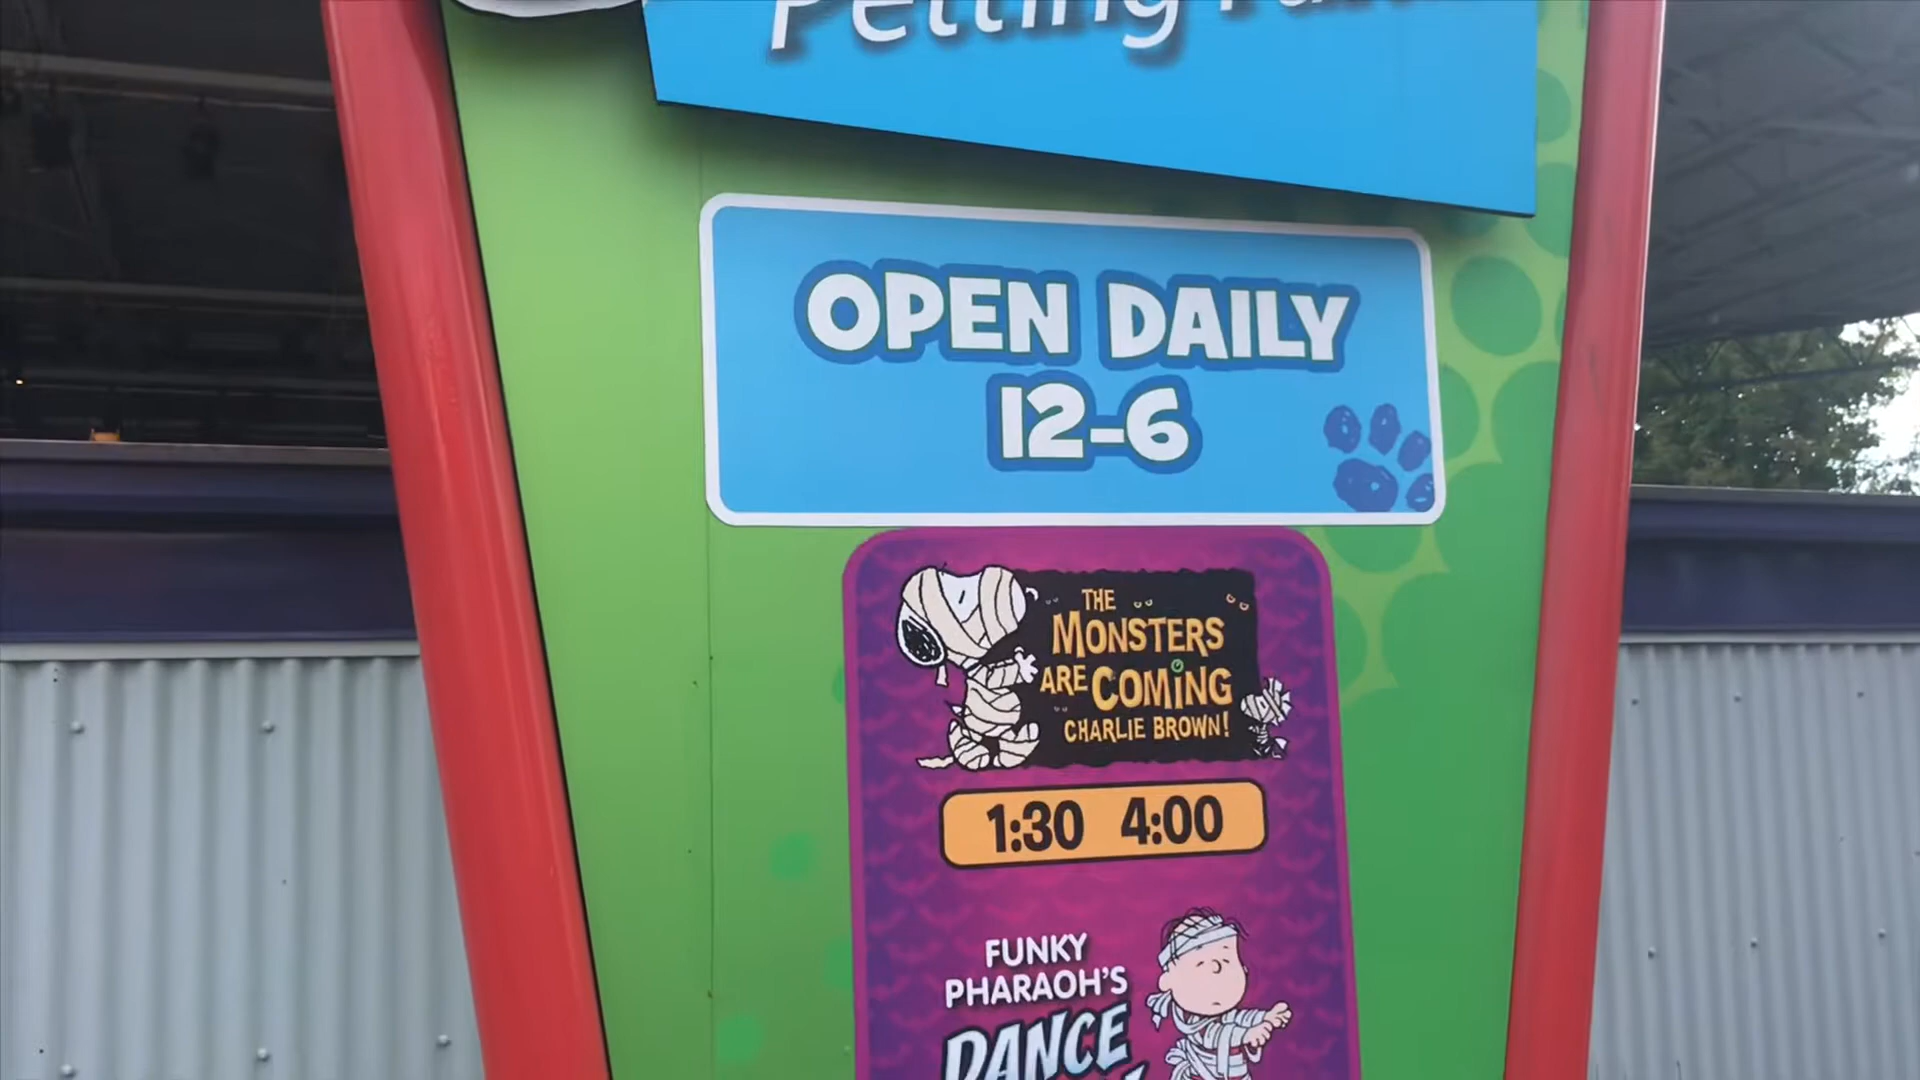 Petting
OPEN DAILY
12-6
THE
MONSTERS
ARE COMING
CHARLIE BROWN!
1:30 4:00
FUNKY
PHARAOH'S
DANCE